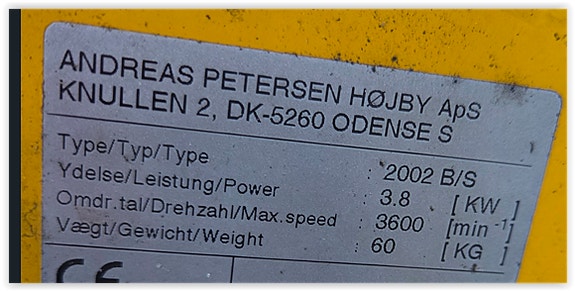 ANDREAS PETERSEN HØJBY ApS
KNULLEN 2, DK-5260 ODENSE S
Type/Typ/Type : 2002 B/S
Ydelse/Leistung/Power : 3.8 [ KW ]
Omdr.tal/Drehzahl/Max.speed : 3600 [min⁻¹]
Vægt/Gewicht/Weight : 60 [ KG ]
CE